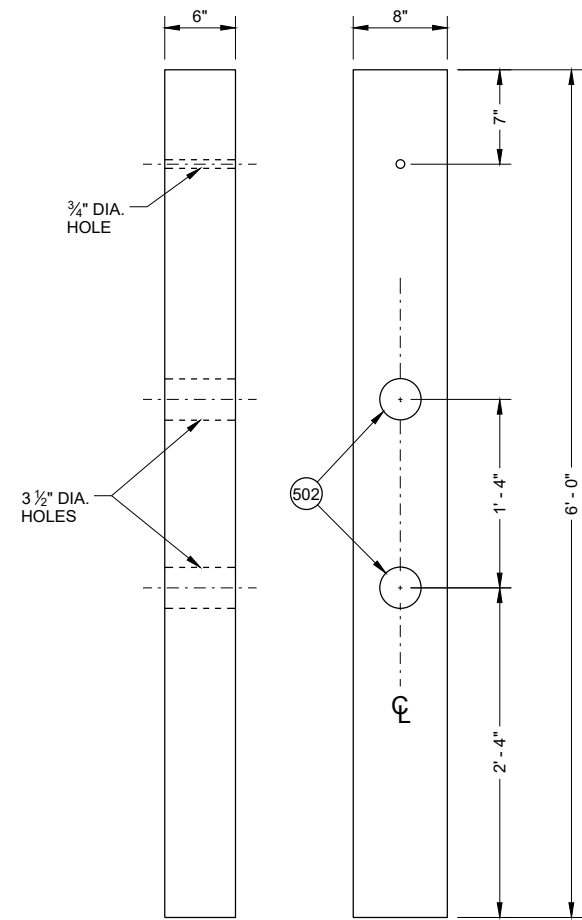 6"
8"
7"
¾" DIA.
HOLE
3 ½" DIA.
HOLES
502
1' - 4"
6' - 0"
℄
2' - 4"